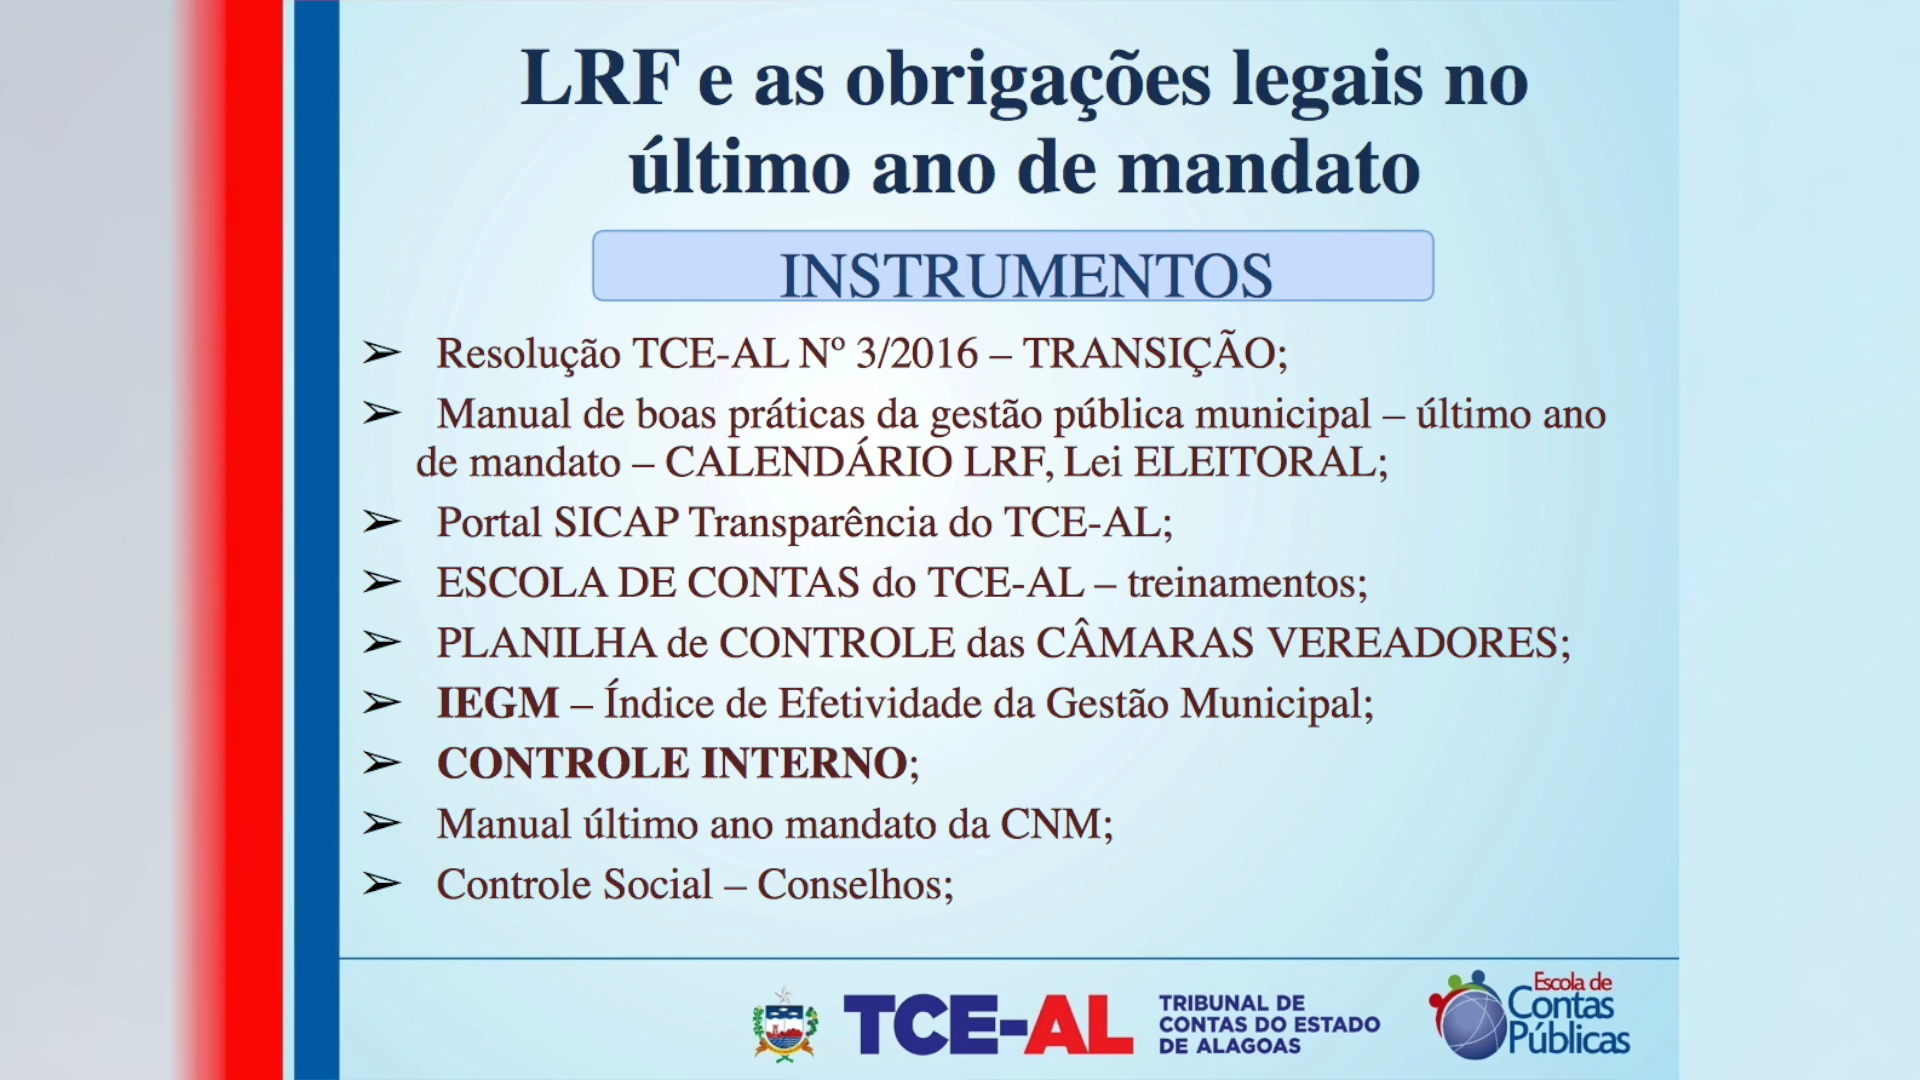 LRF e as obrigações legais no
último ano de mandato
INSTRUMENTOS
➢ Resolução TCE-AL Nº 3/2016 – TRANSIÇÃO;
➢ Manual de boas práticas da gestão pública municipal – último ano
de mandato – CALENDÁRIO LRF, Lei ELEITORAL;
➢ Portal SICAP Transparência do TCE-AL;
➢ ESCOLA DE CONTAS do TCE-AL – treinamentos;
➢ PLANILHA de CONTROLE das CÂMARAS VEREADORES;
➢ IEGM – Índice de Efetividade da Gestão Municipal;
➢ CONTROLE INTERNO;
➢ Manual último ano mandato da CNM;
➢ Controle Social – Conselhos;
TCE-AL
TRIBUNAL DE
CONTAS DO ESTADO
DE ALAGOAS
Escola de
Contas
Públicas